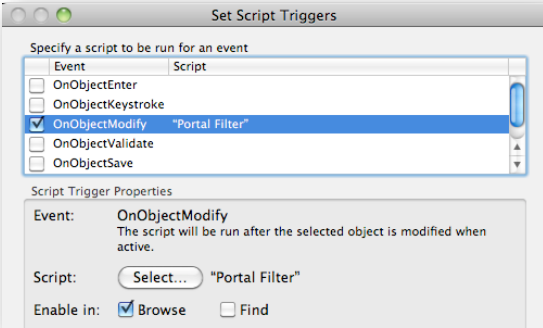 Set Script Triggers
Specify a script to be run for an event
Event Script
OnObjectEnter
OnObjectKeystroke
OnObjectModify “Portal Filter”
OnObjectValidate
OnObjectSave
Script Trigger Properties
Event: OnObjectModify
The script will be run after the selected object is modified when
active.
Script: Select... “Portal Filter”
Enable in: Browse Find